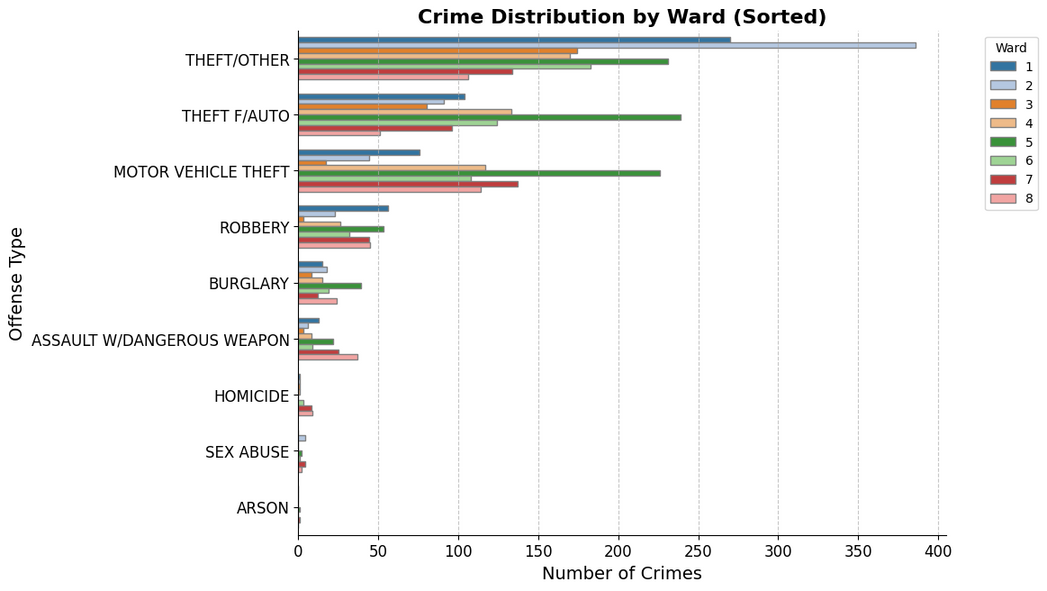 Crime Distribution by Ward (Sorted)
THEFT/OTHER
THEFT F/AUTO
MOTOR VEHICLE THEFT
ROBBERY
BURGLARY
ASSAULT W/DANGEROUS WEAPON
HOMICIDE
SEX ABUSE
ARSON
Offense Type
0 50 100 150 200 250 300 350 400
Number of Crimes
Ward
1
2
3
4
5
6
7
8